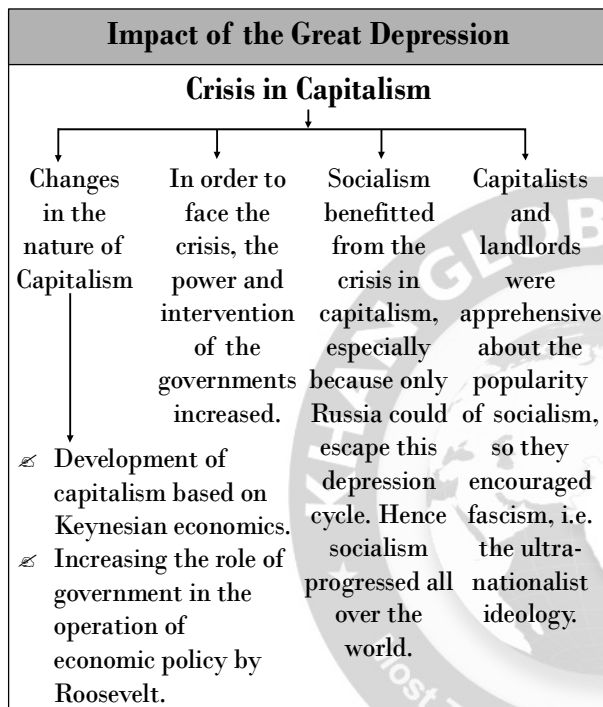 Impact of the Great Depression
Crisis in Capitalism
Changes
in the
nature of
Capitalism
Development of
capitalism based on
Keynesian economics.
Increasing the role of
government in the
operation of
economic policy by
Roosevelt.
In order to
face the
crisis, the
power and
intervention
of the
governments
increased.
Socialism
benefitted
from the
crisis in
capitalism,
especially
because only
Russia could
escape this
depression
cycle. Hence
socialism
progressed all
over the
world.
Capitalists
and
landlords
were
apprehensive
about the
popularity
of socialism,
so they
encouraged
fascism, i.e.
the ultra-
nationalist
ideology.
KHAN GLOB
Most